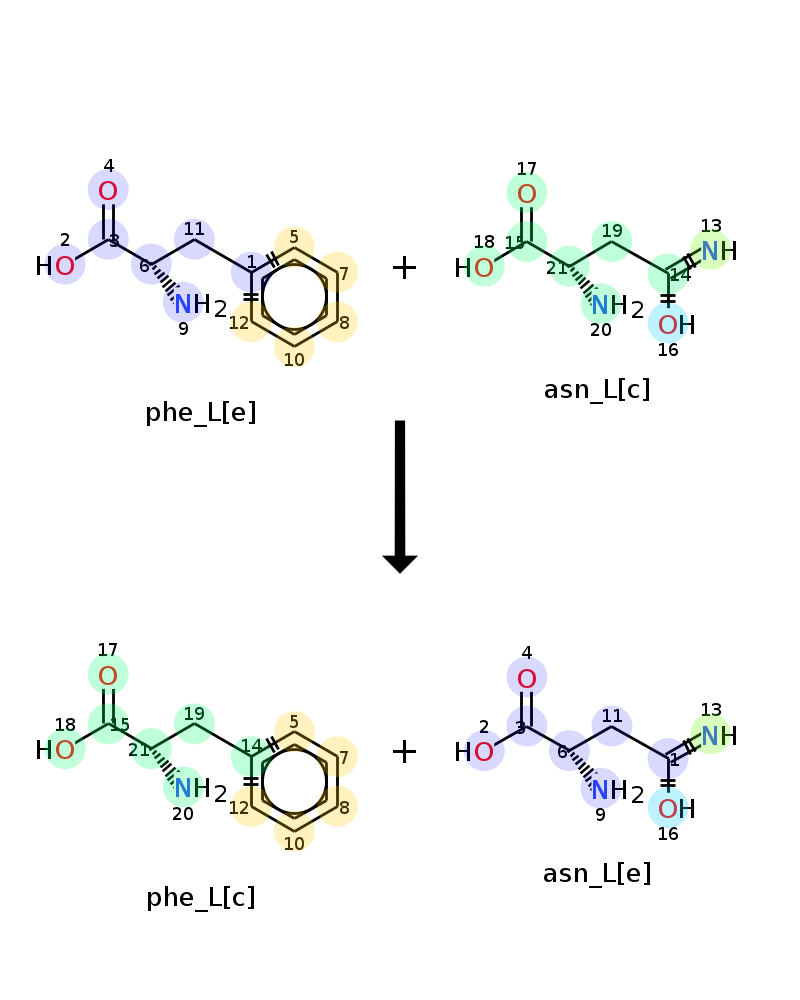 4 17
O O
2 3 11 1 5 18 15 19 13
HO 6 7 + HO 21 14 NH
NH2 12 8 NH2 OH
9 10 20 16
phe_L[e] asn_L[c]
17 4
O O
18 15 19 14 5 2 3 11 13
HO 21 7 + HO 6 1 NH
NH2 12 8 NH2 OH
20 10 9 16
phe_L[c] asn_L[e]